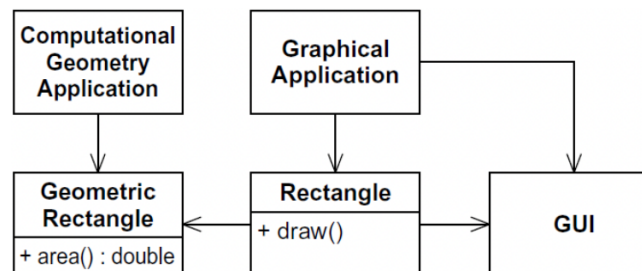 Computational
Geometry
Application
Graphical
Application
Geometric
Rectangle
+ area() : double
Rectangle
+ draw()
GUI